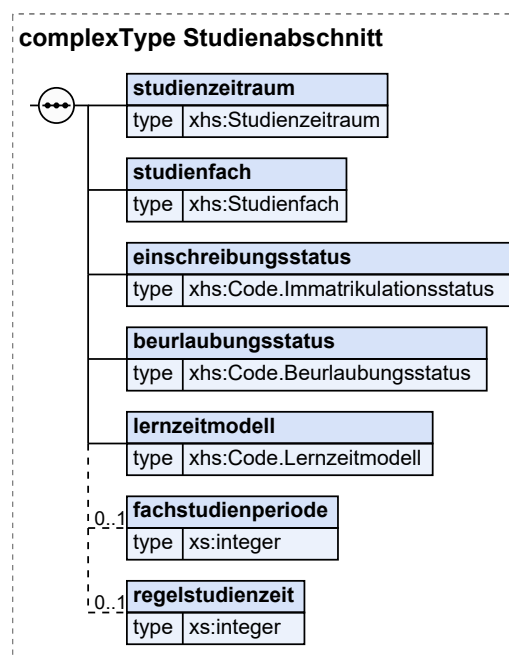 complexType Studienabschnitt
studienzeitraum
type xhs:Studienzeitraum
studienfach
type xhs:Studienfach
einschreibungsstatus
type xhs:Code.Immatrikulationsstatus
beurlaubungsstatus
type xhs:Code.Beurlaubungsstatus
lernzeitmodell
type xhs:Code.Lernzeitmodell
0..1 fachstudienperiode
type xs:integer
0..1 regelstudienzeit
type xs:integer